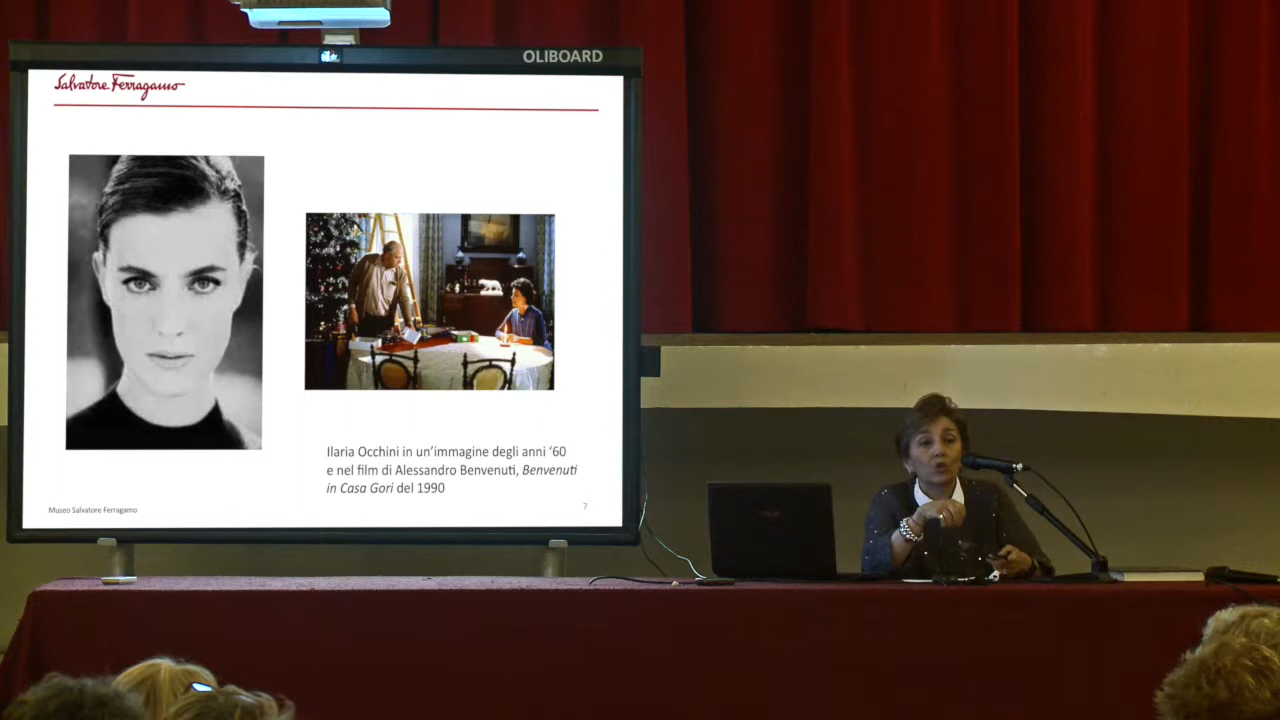 OLIBOARD
Salvatore Ferragamo
Ilaria Occhini in un'immagine degli anni ‘60
e nel film di Alessandro Benvenuti, Benvenuti
in Casa Gori del 1990
Museo Salvatore Ferragamo
7